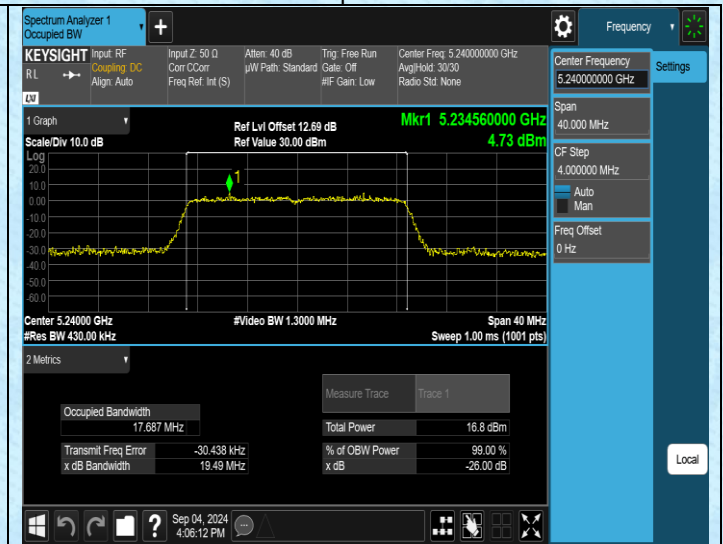 Spectrum Analyzer 1
Occupied BW
Frequency
KEYSIGHT
RL
LXI
Input: RF
Coupling: DC
Align: Auto
Input Z: 50 Ω
Corr CCorr
Freq Ref: Int (S)
Atten: 40 dB
µW Path: Standard
Trig: Free Run
Gate: Off
#IF Gain: Low
Center Freq: 5.240000000 GHz
Avg|Hold: 30/30
Radio Std: None
Center Frequency
5.240000000 GHz
Settings
Span
40.000 MHz
CF Step
4.000000 MHz
Auto
Man
Freq Offset
0 Hz
1 Graph
Scale/Div 10.0 dB
Ref Lvl Offset 12.69 dB
Ref Value 30.00 dBm
Mkr1 5.234560000 GHz
4.73 dBm
Log
20.0
10.0
0.00
-10.0
-20.0
-30.0
-40.0
-50.0
-60.0
1
Center 5.24000 GHz
#Res BW 430.00 kHz
#Video BW 1.3000 MHz
Span 40 MHz
Sweep 1.00 ms (1001 pts)
2 Metrics
Measure Trace Trace 1
Occupied Bandwidth
17.687 MHz
Total Power 16.8 dBm
Transmit Freq Error -30.438 kHz
% of OBW Power 99.00 %
x dB Bandwidth 19.49 MHz
x dB -26.00 dB
Local
?
Sep 04, 2024
4:06:12 PM